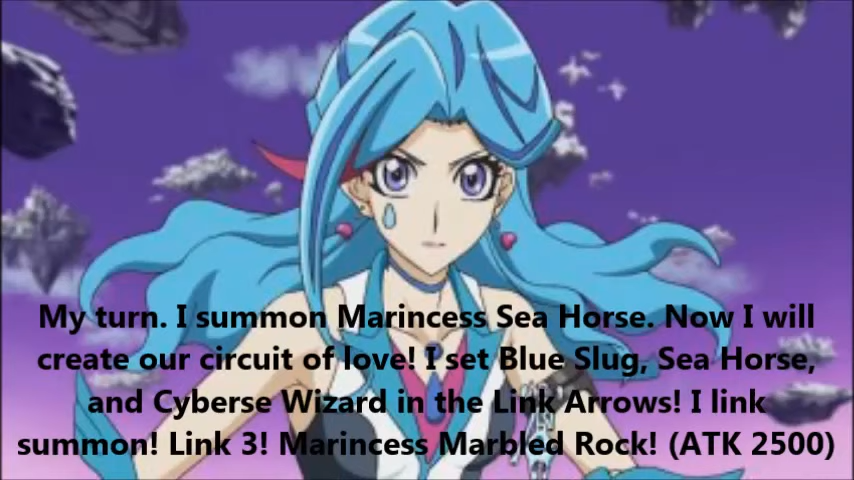 My turn. I summon Marincess Sea Horse. Now I will
create our circuit of love! I set Blue Slug, Sea Horse,
and Cyberse Wizard in the Link Arrows! I link
summon! Link 3! Marincess Marbled Rock! (ATK 2500)